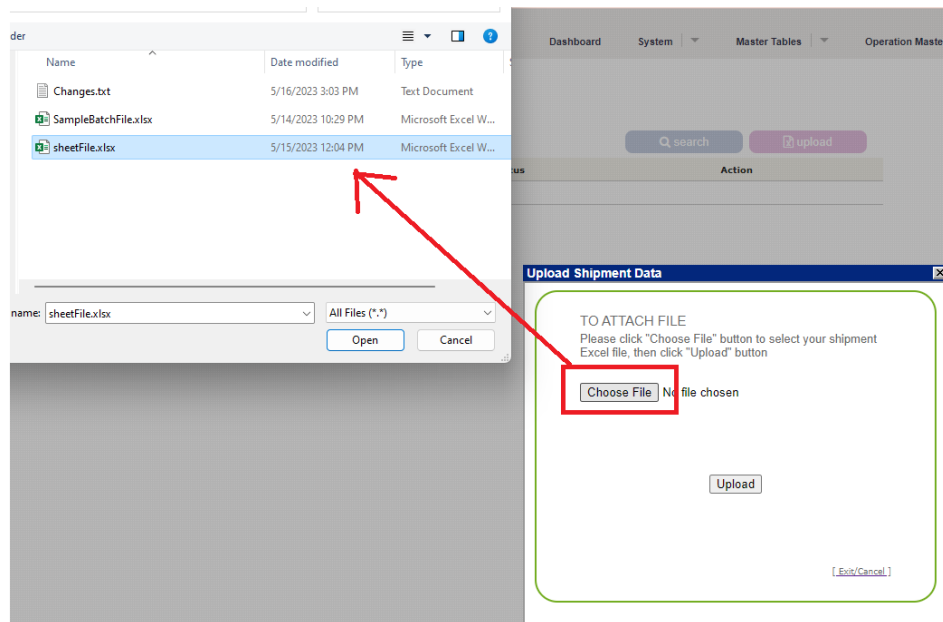 der
Name Date modified Type
Changes.txt 5/16/2023 3:03 PM Text Document
SampleBatchFile.xlsx 5/14/2023 10:29 PM Microsoft Excel W...
sheetFile.xlsx 5/15/2023 12:04 PM Microsoft Excel W...
name: sheetFile.xlsx All Files (*.*)
Open Cancel
Dashboard System Master Tables Operation Maste
search upload
tus Action
Upload Shipment Data
TO ATTACH FILE
Please click "Choose File" button to select your shipment
Excel file, then click "Upload" button
Choose File No file chosen
Upload
[ Exit/Cancel ]